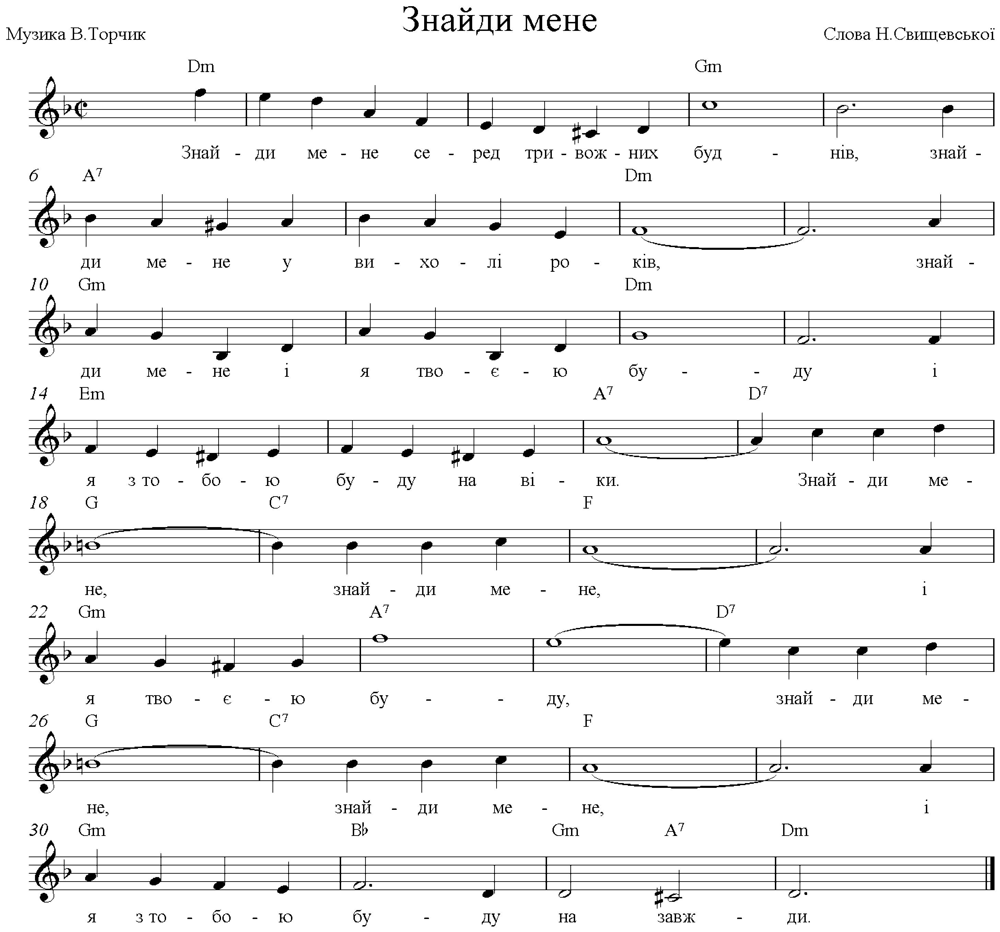 Знайди мене
Музика В.Торчик
Слова Н.Свищевської
Dm Gm
Знай - ди ме - не се - ред три - вож - них буд - нів, знай -
6 A7 Dm
ди ме - не у ви - хо - лі ро - ків, знай -
10 Gm Dm
ди ме - не і я тво - є - ю бу - - ду і
14 Em A7 D7
я з то - бо - ю бу - ду на ві - ки. Знай - ди ме -
18 G C7 F
не, знай - ди ме - не, і
22 Gm A7 D7
я тво - є - ю бу - - ду, знай - ди ме -
26 G C7 F
не, знай - ди ме - не, і
30 Gm B♭ Gm A7 Dm
я з то - бо - ю бу - ду на завж - ди.